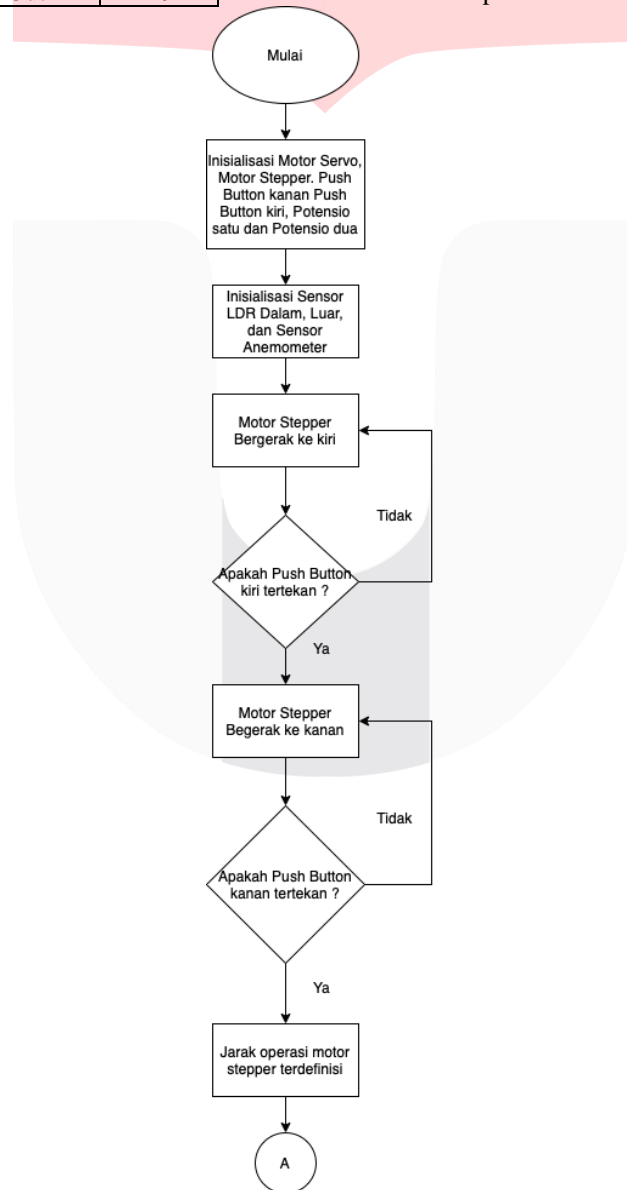 Mulai
Inisialisasi Motor Servo,
Motor Stepper. Push
Button kanan Push
Button kiri, Potensio
satu dan Potensio dua
Inisialisasi Sensor
LDR Dalam, Luar,
dan Sensor
Anemometer
Motor Stepper
Bergerak ke kiri
Tidak
Apakah Push Button
kiri tertekan ?
Ya
Motor Stepper
Begerak ke kanan
Tidak
Apakah Push Button
kanan tertekan ?
Ya
Jarak operasi motor
stepper terdefinisi
A